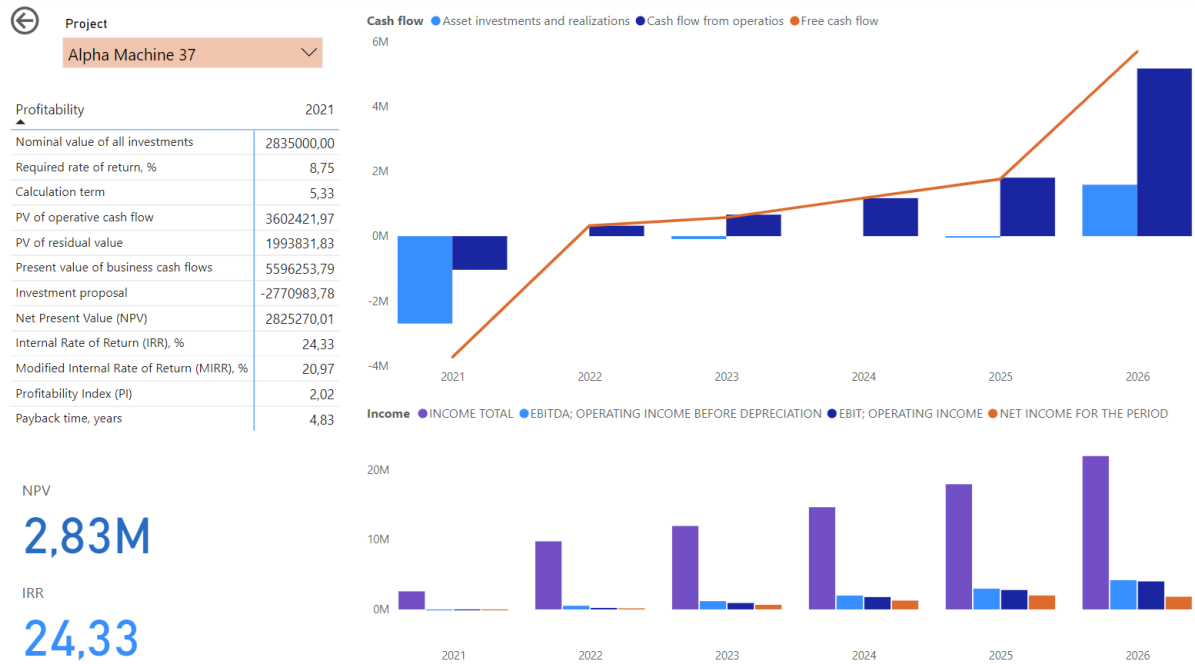 Project
Alpha Machine 37
Profitability 2021
Nominal value of all investments 2835000,00
Required rate of return, % 8,75
Calculation term 5,33
PV of operative cash flow 3602421,97
PV of residual value 1993831,83
Present value of business cash flows 5596253,79
Investment proposal -2770983,78
Net Present Value (NPV) 2825270,01
Internal Rate of Return (IRR), % 24,33
Modified Internal Rate of Return (MIRR), % 20,97
Profitability Index (PI) 2,02
Payback time, years 4,83
NPV
2,83M
IRR
24,33
Cash flow Asset investments and realizations Cash flow from operatios Free cash flow
6M
4M
2M
0M
-2M
-4M
2021 2022 2023 2024 2025 2026
Income INCOME TOTAL EBITDA; OPERATING INCOME BEFORE DEPRECIATION EBIT; OPERATING INCOME NET INCOME FOR THE PERIOD
20M
10M
0M
2021 2022 2023 2024 2025 2026